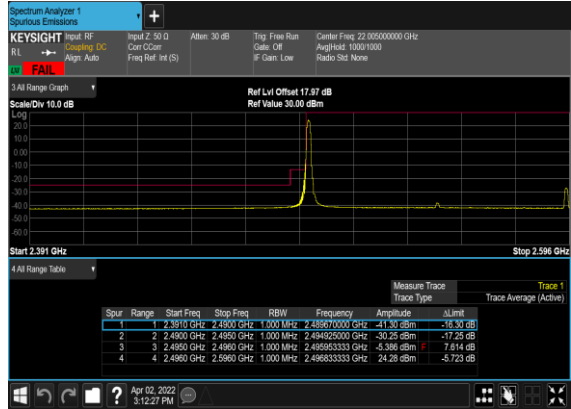 Spectrum Analyzer 1
Spurious Emissions
KEYSIGHT Input: RF Input Z: 50 Ω Atten: 30 dB Trig: Free Run Center Freq: 22.005000000 GHz
RL Coupling: DC Corr CCorr Gate: Off Avg|Hold: 1000/1000
Align: Auto Freq Ref: Int (S) IF Gain: Low Radio Std: None
FAIL
3 All Range Graph
Ref Lvl Offset 17.97 dB
Scale/Div 10.0 dB Ref Value 30.00 dBm
Log
20.0
10.0
0.00
-10.0
-20.0
-30.0
-40.0
-50.0
-60.0
Start 2.391 GHz Stop 2.596 GHz
4 All Range Table
Measure Trace Trace 1
Trace Type Trace Average (Active)
Spur Range Start Freq Stop Freq RBW Frequency Amplitude ΔLimit
1 1 2.3910 GHz 2.4900 GHz 1.000 MHz 2.489670000 GHz -41.30 dBm -16.30 dB
2 2 2.4900 GHz 2.4950 GHz 1.000 MHz 2.494925000 GHz -30.25 dBm -17.25 dB
3 3 2.4950 GHz 2.4960 GHz 1.000 MHz 2.495953333 GHz -5.386 dBm F 7.614 dB
4 4 2.4960 GHz 2.5960 GHz 1.000 MHz 2.496833333 GHz 24.28 dBm -5.723 dB
Apr 02, 2022
3:12:27 PM